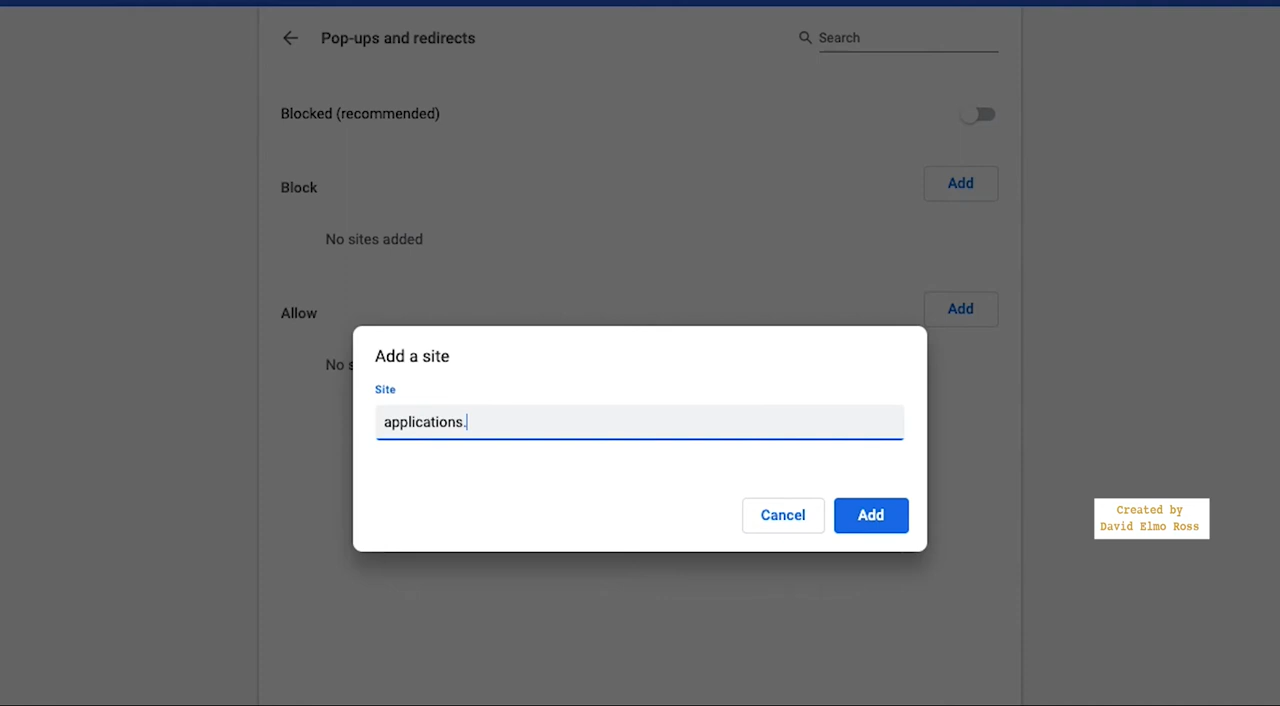 Pop-ups and redirects
Search
Blocked (recommended)
Block
Add
No sites added
Allow
Add
No s
Add a site
Site
applications.
Cancel
Add
Created by
David Elmo Ross